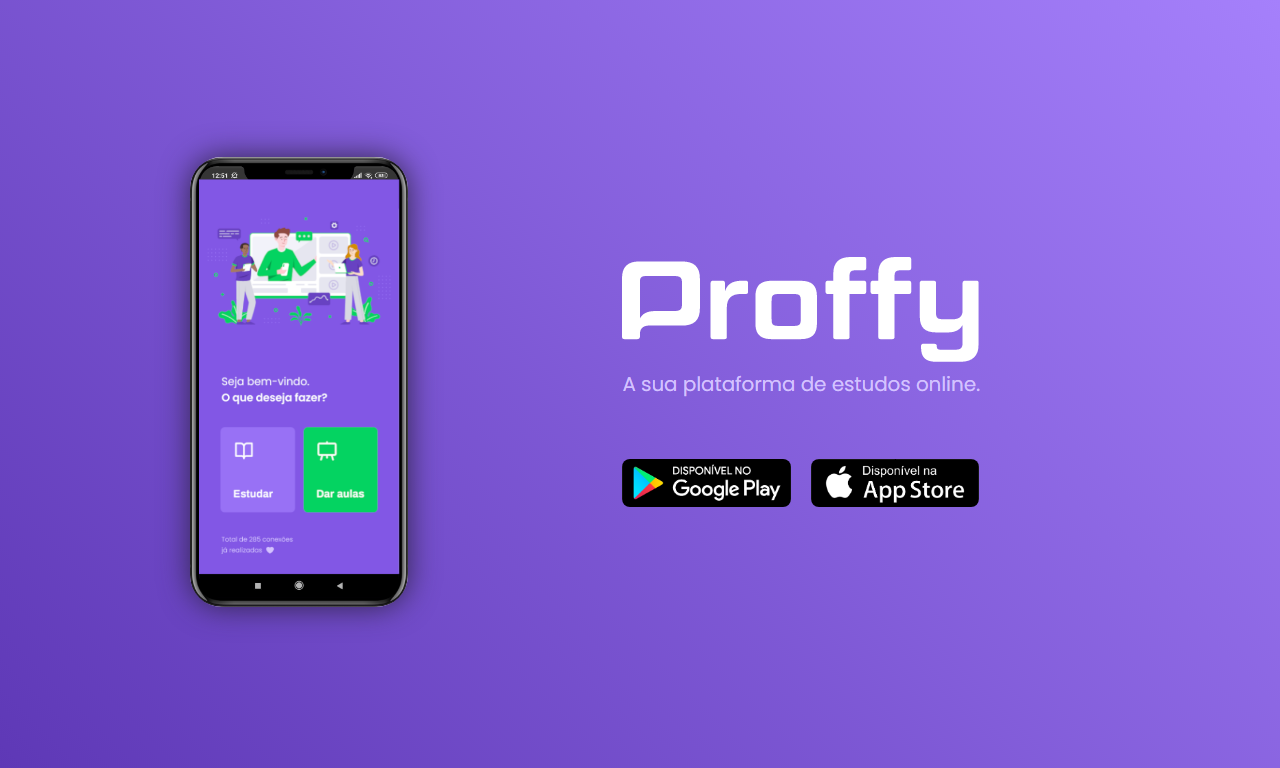 12:51
Seja bem-vindo.
O que deseja fazer?
Estudar
Dar aulas
Total de 285 conexões
já realizados
Proffy
A sua plataforma de estudos online.
DISPONÍVEL NO
Google Play
Disponível na
App Store